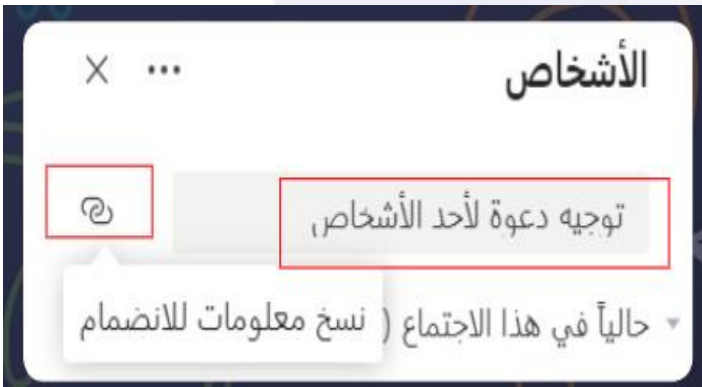 الأشخاص
توجيه دعوة لأحد الأشخاص
نسخ معلومات للانضمام
حالياً في هذا الاجتماع (